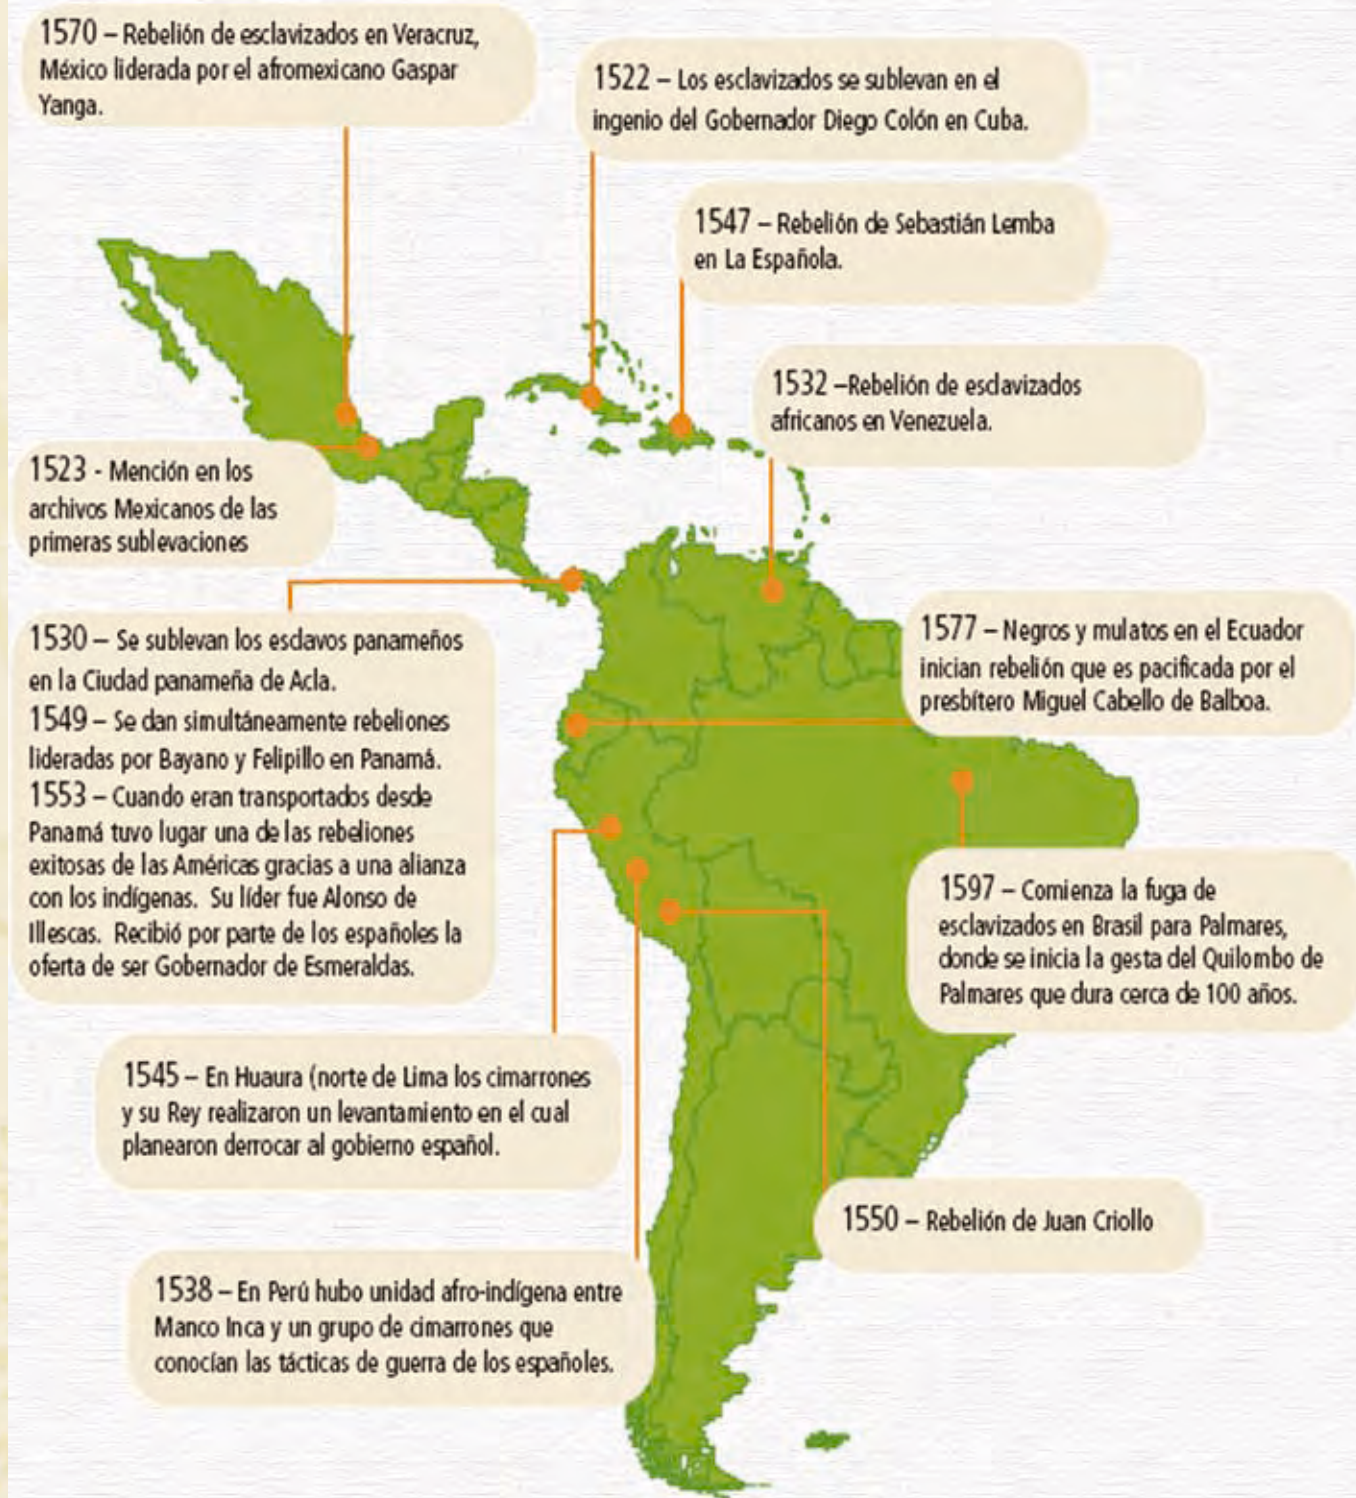 1570 – Rebelión de esclavizados en Veracruz,
México liderada por el afromexicano Gaspar
Yanga.
1522 – Los esclavizados se sublevan en el
ingenio del Gobernador Diego Colón en Cuba.
1547 – Rebelión de Sebastián Lemba
en La Española.
1532 –Rebelión de esclavizados
africanos en Venezuela.
1523 - Mención en los
archivos Mexicanos de las
primeras sublevaciones
1530 – Se sublevan los esclavos panameños
en la Ciudad panameña de Acla.
1549 – Se dan simultáneamente rebeliones
lideradas por Bayano y Felipillo en Panamá.
1553 – Cuando eran transportados desde
Panamá tuvo lugar una de las rebeliones
exitosas de las Américas gracias a una alianza
con los indígenas. Su líder fue Alonso de
Illescas. Recibió por parte de los españoles la
oferta de ser Gobernador de Esmeraldas.
1577 – Negros y mulatos en el Ecuador
inician rebelión que es pacificada por el
presbítero Miguel Cabello de Balboa.
1597 – Comienza la fuga de
esclavizados en Brasil para Palmares,
donde se inicia la gesta del Quilombo de
Palmares que dura cerca de 100 años.
1545 – En Huaura (norte de Lima los cimarrones
y su Rey realizaron un levantamiento en el cual
planearon derrocar al gobierno español.
1550 – Rebelión de Juan Criollo
1538 – En Perú hubo unidad afro-indígena entre
Manco Inca y un grupo de cimarrones que
conocían las tácticas de guerra de los españoles.